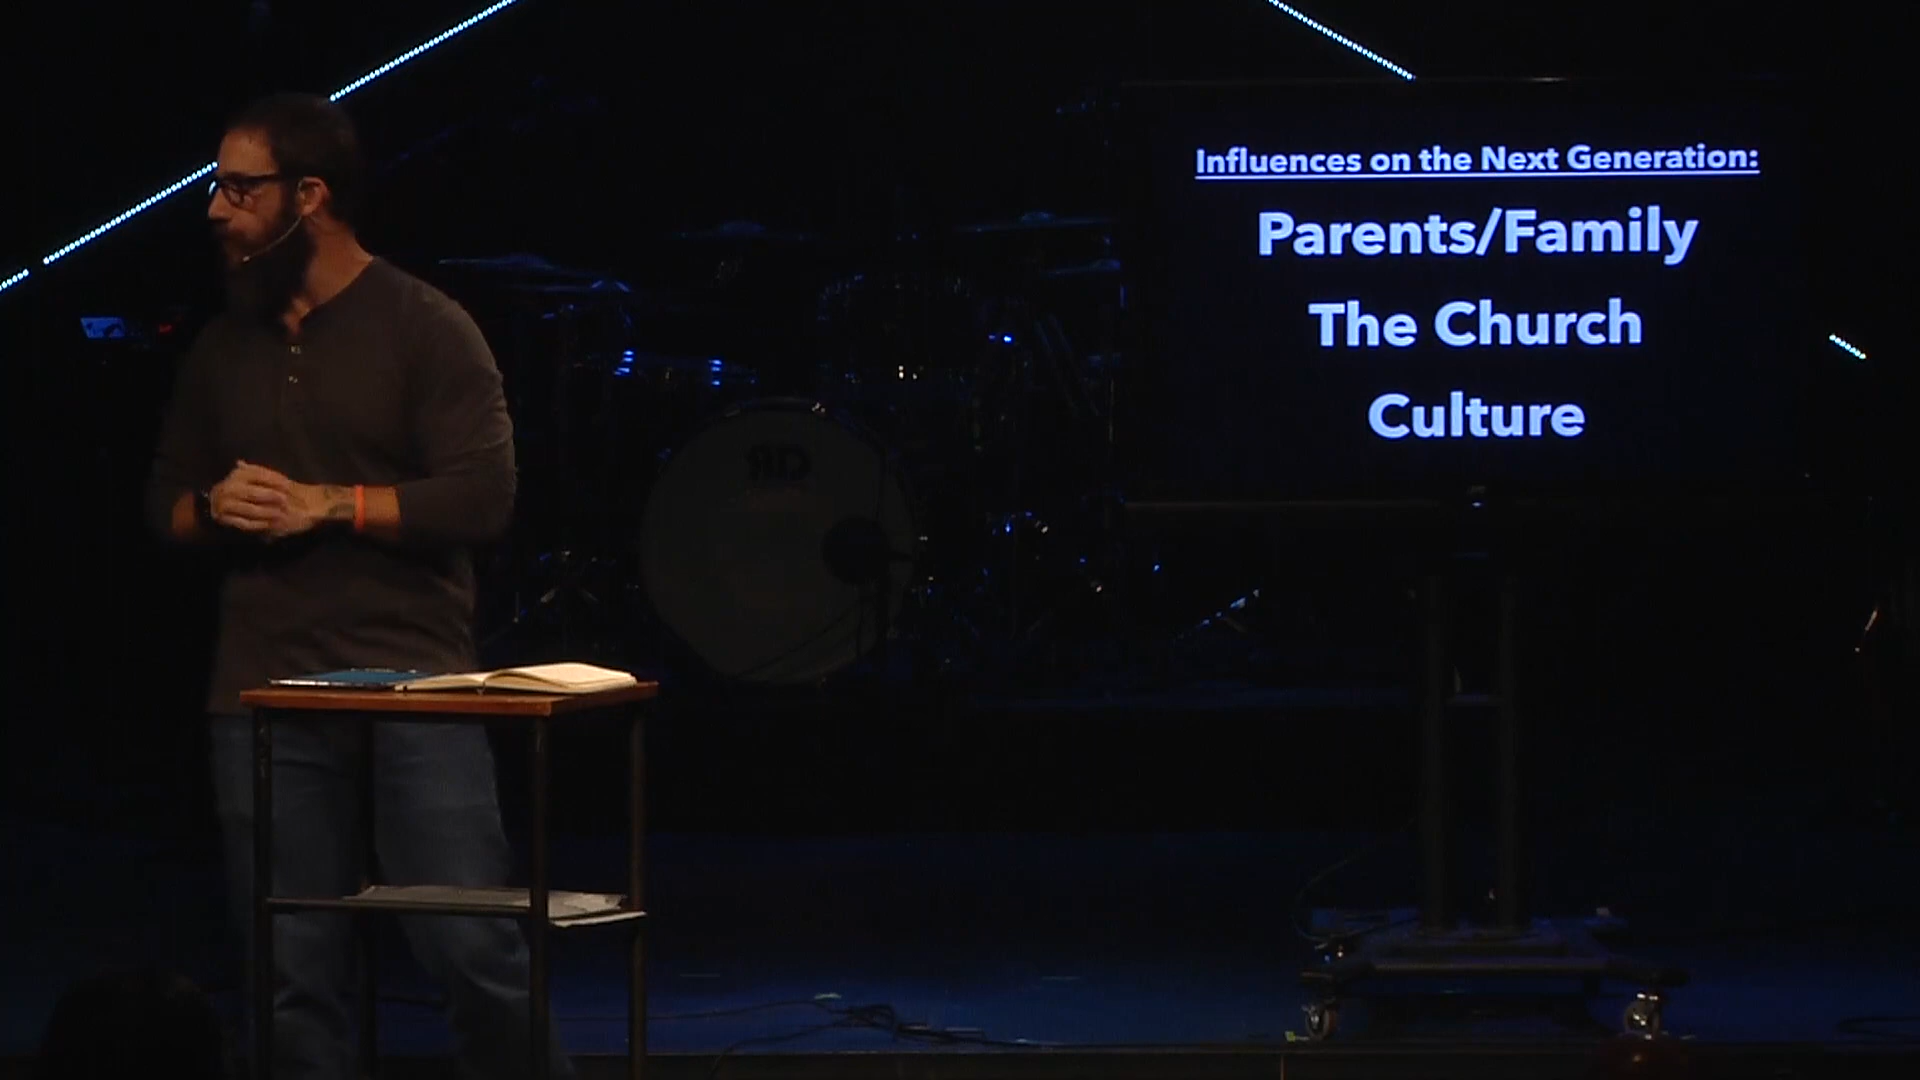 Influences on the Next Generation:
Parents/Family
The Church
Culture